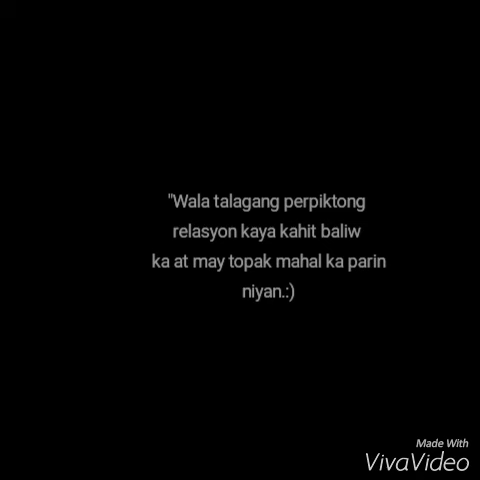 "Wala talagang perpiktong
relasyon kaya kahit baliw
ka at may topak mahal ka parin
niyan.:)
Made With
VivaVideo